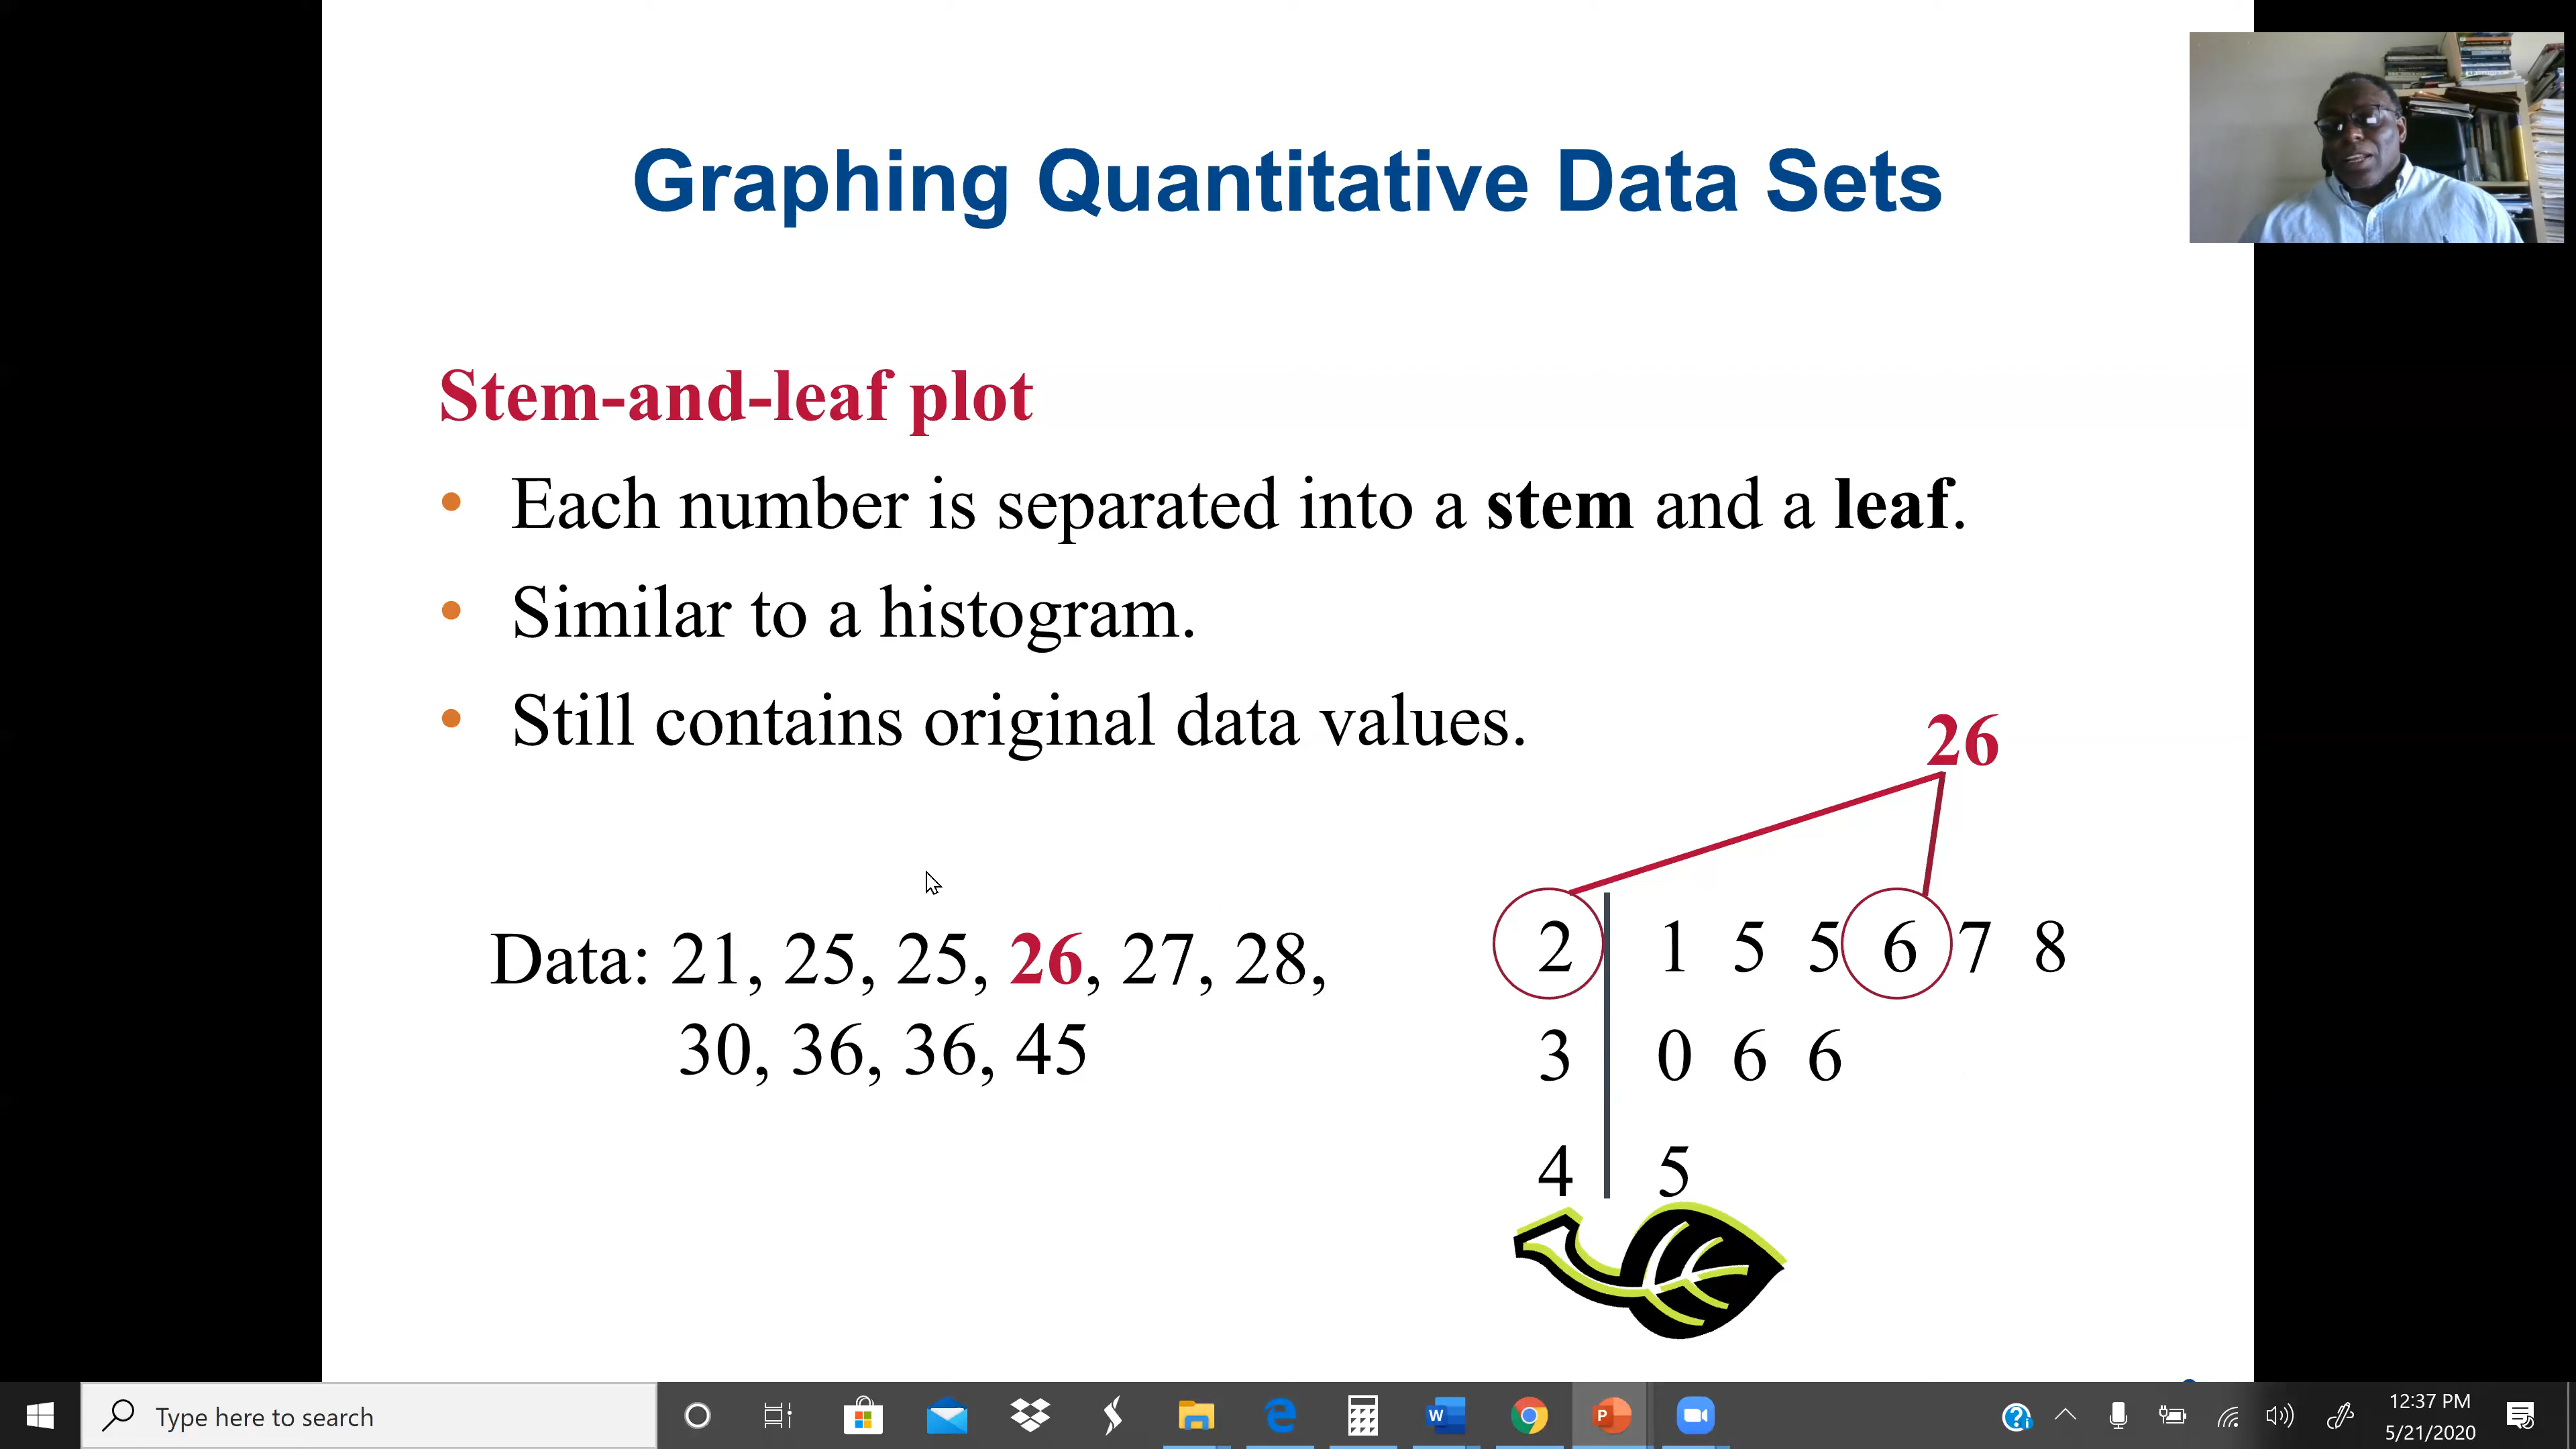 Graphing Quantitative Data Sets
Stem-and-leaf plot
• Each number is separated into a stem and a leaf.
• Similar to a histogram.
• Still contains original data values.
26
Data: 21, 25, 25, 26, 27, 28,
30, 36, 36, 45
2 1 5 5 6 7 8
3 0 6 6
4 5
Type here to search
W
P
12:37 PM
5/21/2020